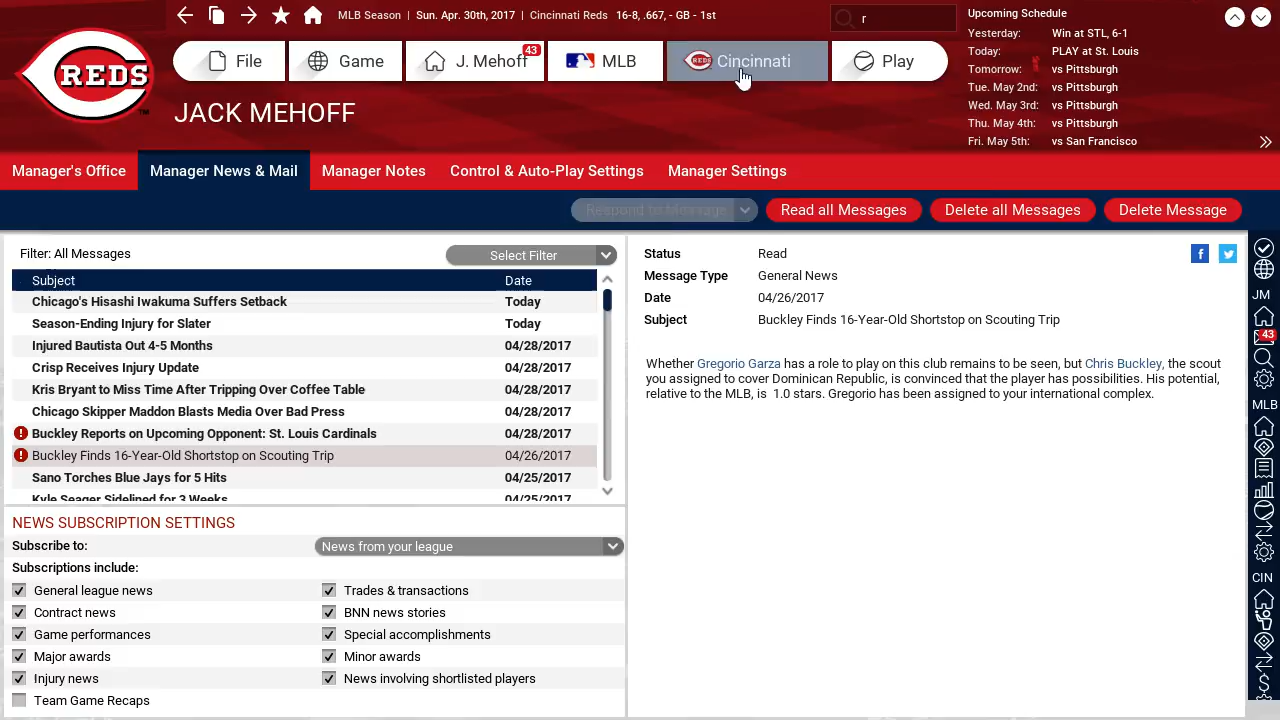 MLB Season | Sun. Apr. 30th, 2017 | Cincinnati Reds 16-8, .667, - GB - 1st
r
Upcoming Schedule
Yesterday: Win at STL, 6-1
Today: PLAY at St. Louis
Tomorrow: vs Pittsburgh
Tue. May 2nd: vs Pittsburgh
Wed. May 3rd: vs Pittsburgh
Thu. May 4th: vs Pittsburgh
Fri. May 5th: vs San Francisco
REDS
File
Game
J. Mehoff
43
MLB
REDS
Cincinnati
Play
JACK MEHOFF
Manager's Office
Manager News & Mail
Manager Notes
Control & Auto-Play Settings
Manager Settings
Respond to Message
Read all Messages
Delete all Messages
Delete Message
Filter: All Messages
Select Filter
Subject Date
Chicago's Hisashi Iwakuma Suffers Setback Today
Season-Ending Injury for Slater Today
Injured Bautista Out 4-5 Months 04/28/2017
Crisp Receives Injury Update 04/28/2017
Kris Bryant to Miss Time After Tripping Over Coffee Table 04/28/2017
Chicago Skipper Maddon Blasts Media Over Bad Press 04/28/2017
Buckley Reports on Upcoming Opponent: St. Louis Cardinals 04/28/2017
Buckley Finds 16-Year-Old Shortstop on Scouting Trip 04/26/2017
Sano Torches Blue Jays for 5 Hits 04/25/2017
Kyle Seager Sidelined for 3 Weeks 04/25/2017
NEWS SUBSCRIPTION SETTINGS
Subscribe to: News from your league
Subscriptions include:
General league news Trades & transactions
Contract news BNN news stories
Game performances Special accomplishments
Major awards Minor awards
Injury news News involving shortlisted players
Team Game Recaps
Status Read
Message Type General News
Date 04/26/2017
Subject Buckley Finds 16-Year-Old Shortstop on Scouting Trip
Whether Gregorio Garza has a role to play on this club remains to be seen, but Chris Buckley, the scout
you assigned to cover Dominican Republic, is convinced that the player has possibilities. His potential,
relative to the MLB, is 1.0 stars. Gregorio has been assigned to your international complex.
JM
43
MLB
CIN